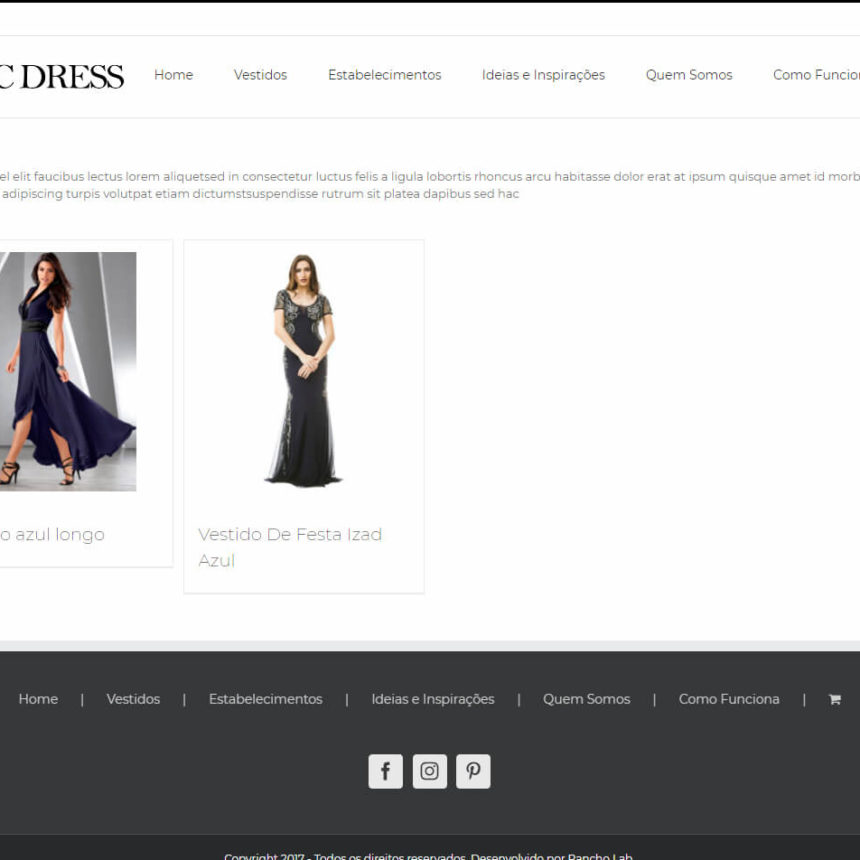 C DRESS
Home Vestidos Estabelecimentos Ideias e Inspirações Quem Somos Como Funcion
el elit faucibus lectus lorem aliquetsed in consectetur luctus felis a ligula lobortis rhoncus arcu habitasse dolor erat at ipsum quisque amet id morb
adipiscing turpis volutpat etiam dictumstsuspendisse rutrum sit platea dapibus sed hac
o azul longo
Vestido De Festa Izad
Azul
Home | Vestidos | Estabelecimentos | Ideias e Inspirações | Quem Somos | Como Funciona |
Copyright 2017 - Todos os direitos reservados. Desenvolvido por Rancho Lab